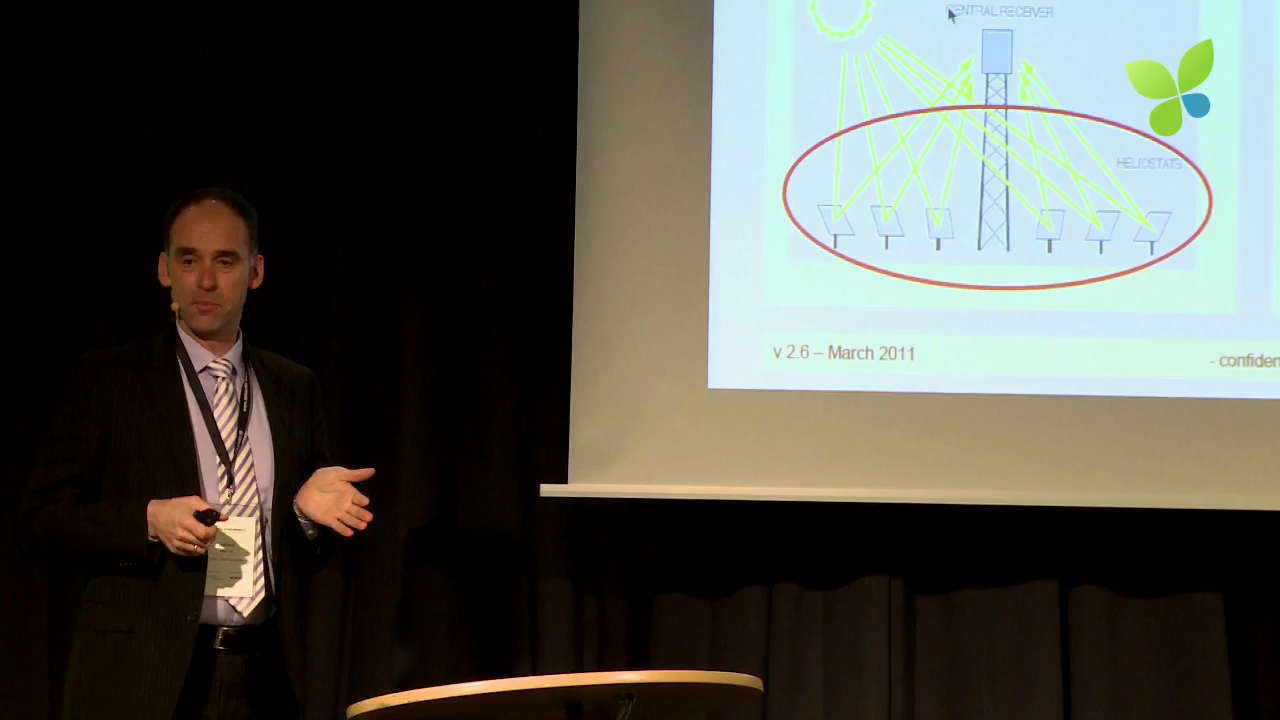 CENTRAL RECEIVER
HELIOSTATS
v 2.6 – March 2011
- confiden